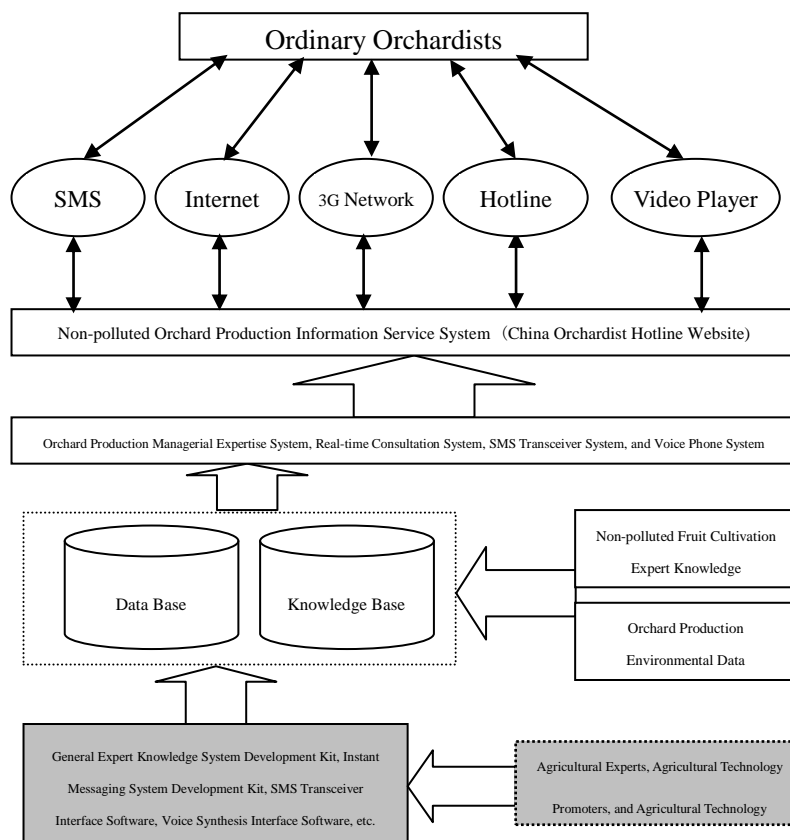 Ordinary Orchardists
SMS
Internet
3G Network
Hotline
Video Player
Non-polluted Orchard Production Information Service System (China Orchardist Hotline Website)
Orchard Production Managerial Expertise System, Real-time Consultation System, SMS Transceiver System, and Voice Phone System
Data Base
Knowledge Base
Non-polluted Fruit Cultivation
Expert Knowledge
Orchard Production
Environmental Data
General Expert Knowledge System Development Kit, Instant
Messaging System Development Kit, SMS Transceiver
Interface Software, Voice Synthesis Interface Software, etc.
Agricultural Experts, Agricultural Technology
Promoters, and Agricultural Technology